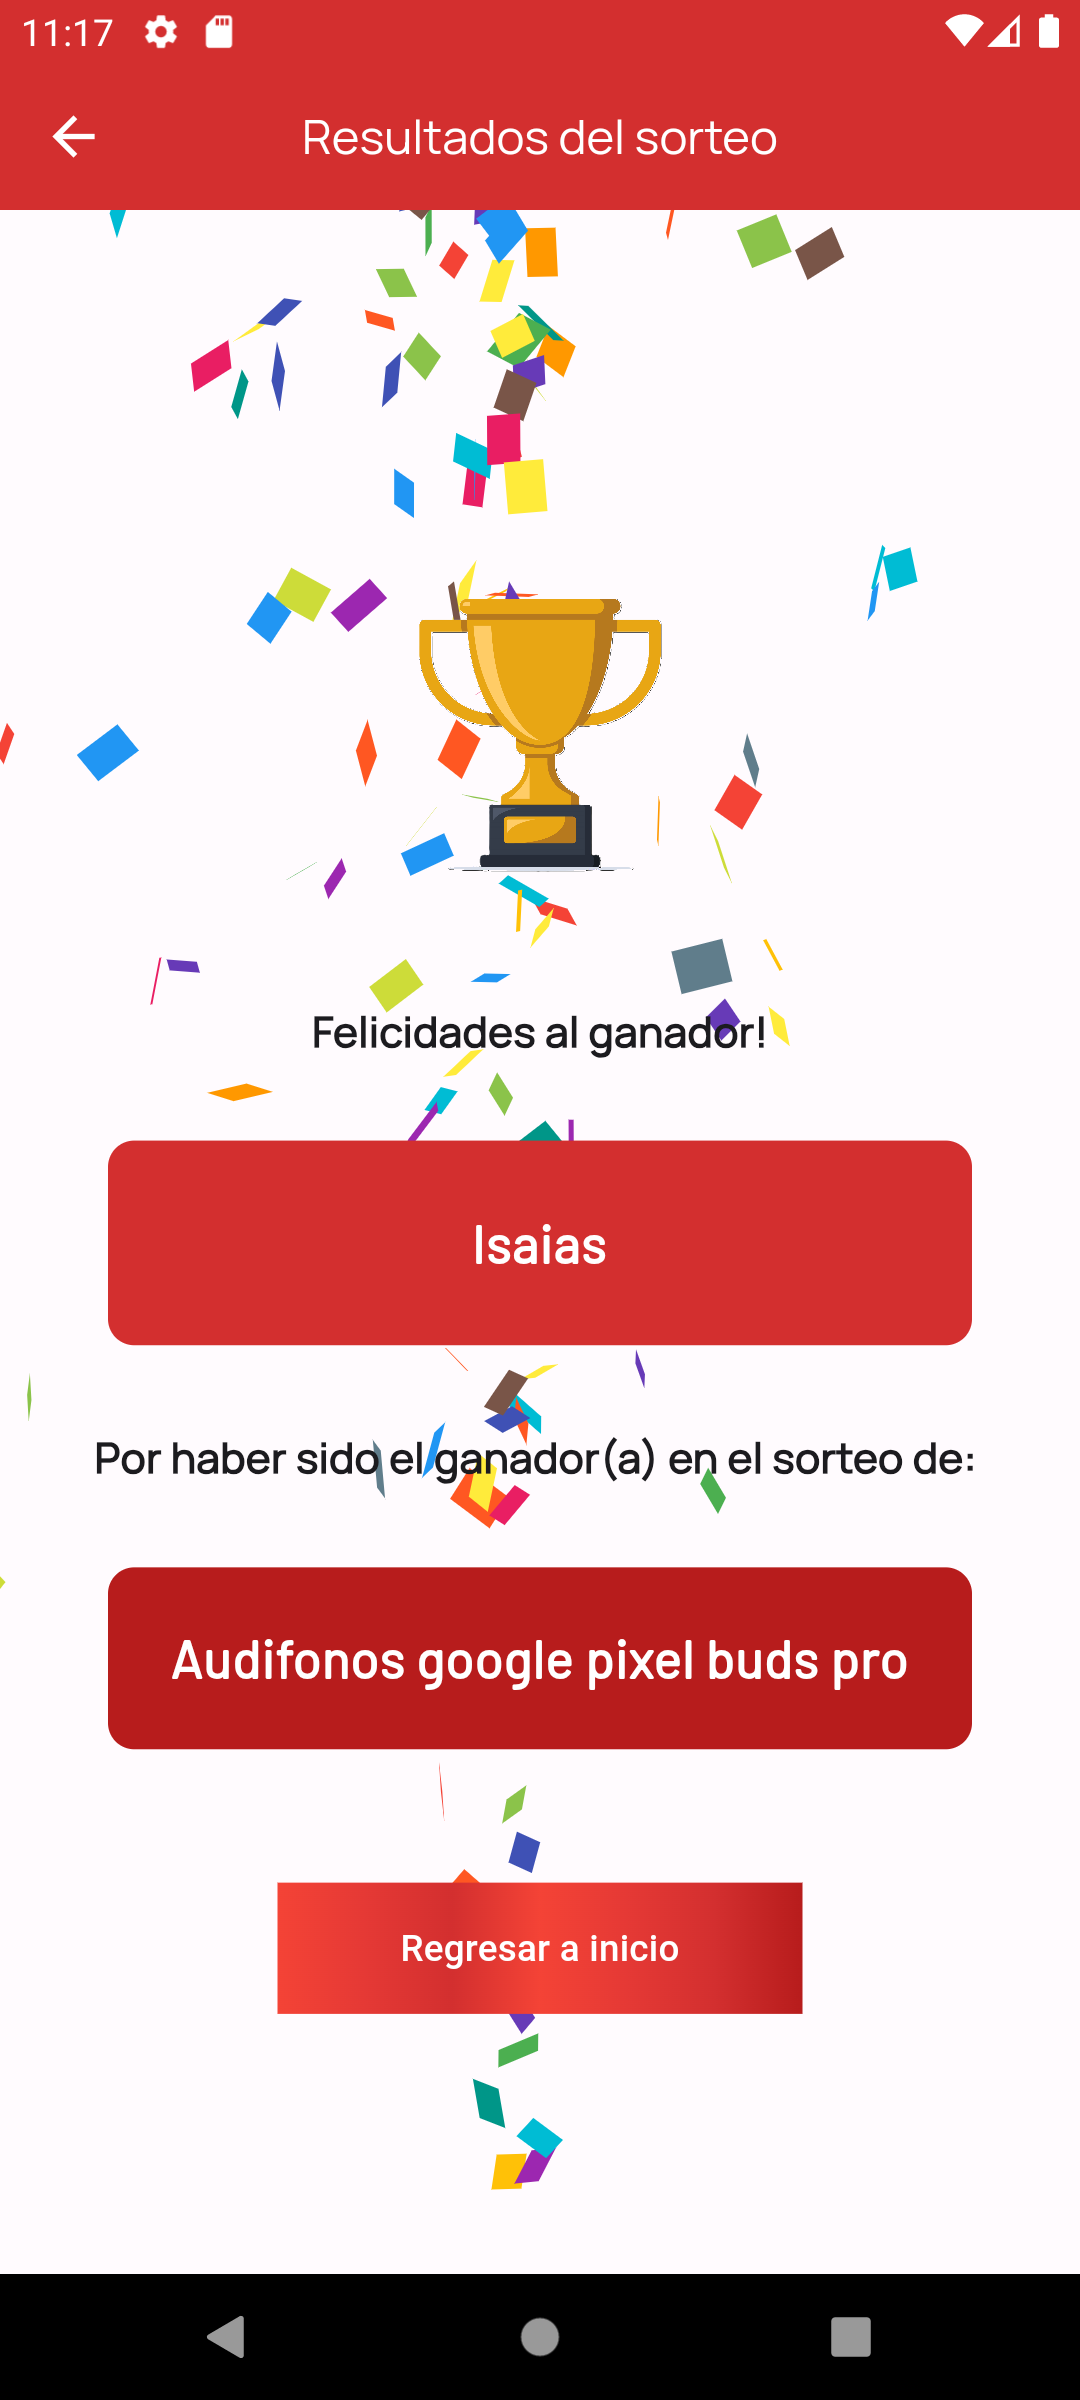 11:17
Resultados del sorteo
Felicidades al ganador!
Isaias
Por haber sido el ganador(a) en el sorteo de:
Audifonos google pixel buds pro
Regresar a inicio